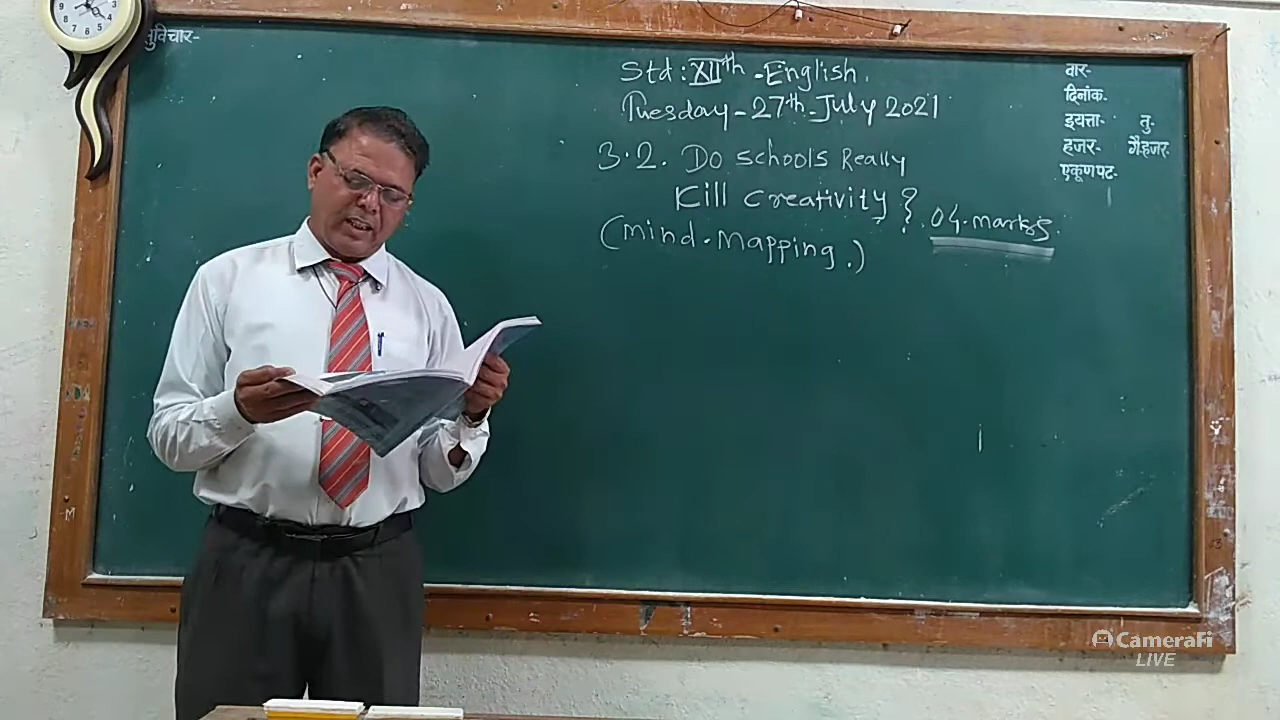 सुविचार-
Std : XIIth - English.
Tuesday - 27th July 2021
3.2. Do Schools Really
Kill Creativity ?
04 marks.
(mind. Mapping.)
वार-
दिनांक-
इयत्ता- तु-
हजर- गैहजर-
एकूणपट-
CameraFi
LIVE